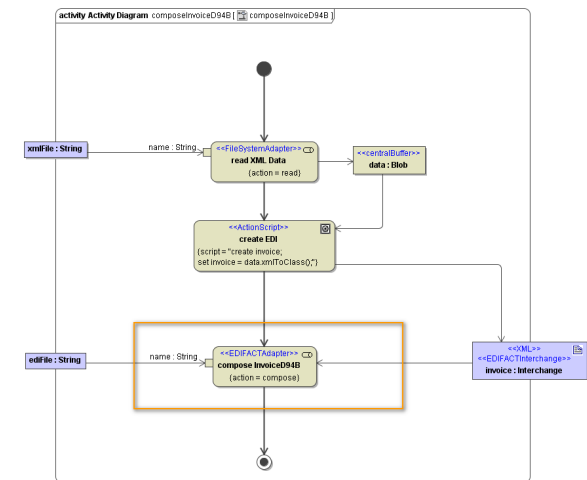 activity Activity Diagram composeInvoiceD94B [ composeInvoiceD94B ]
xmlFile : String
name : String
<<FileSystemAdapter>>
read XML Data
{action = read}
<<centralBuffer>>
data : Blob
<<ActionScript>>
create EDI
{script = "create invoice;
set invoice = data.xmlToClass();"}
ediFile : String
name : String
<<EDIFACTAdapter>>
compose InvoiceD94B
{action = compose}
<<XML>>
<<EDIFACTInterchange>>
invoice : Interchange